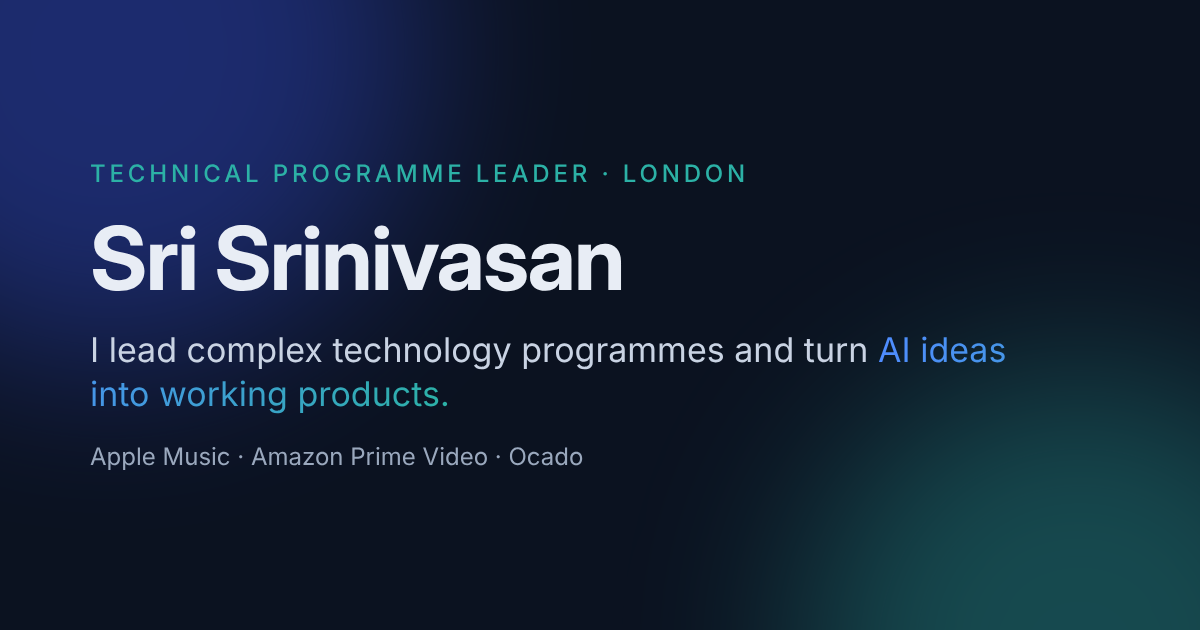 TECHNICAL PROGRAMME LEADER · LONDON
Sri Srinivasan
I lead complex technology programmes and turn AI ideas
into working products.
Apple Music · Amazon Prime Video · Ocado